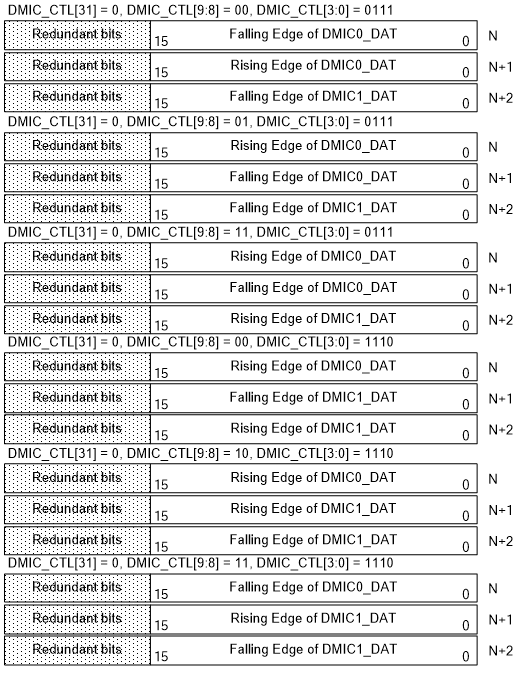 DMIC_CTL[31] = 0, DMIC_CTL[9:8] = 00, DMIC_CTL[3:0] = 0111
Redundant bits 15 Falling Edge of DMIC0_DAT 0 N
Redundant bits 15 Rising Edge of DMIC0_DAT 0 N+1
Redundant bits 15 Falling Edge of DMIC1_DAT 0 N+2
DMIC_CTL[31] = 0, DMIC_CTL[9:8] = 01, DMIC_CTL[3:0] = 0111
Redundant bits 15 Rising Edge of DMIC0_DAT 0 N
Redundant bits 15 Falling Edge of DMIC0_DAT 0 N+1
Redundant bits 15 Falling Edge of DMIC1_DAT 0 N+2
DMIC_CTL[31] = 0, DMIC_CTL[9:8] = 11, DMIC_CTL[3:0] = 0111
Redundant bits 15 Rising Edge of DMIC0_DAT 0 N
Redundant bits 15 Falling Edge of DMIC0_DAT 0 N+1
Redundant bits 15 Rising Edge of DMIC1_DAT 0 N+2
DMIC_CTL[31] = 0, DMIC_CTL[9:8] = 00, DMIC_CTL[3:0] = 1110
Redundant bits 15 Rising Edge of DMIC0_DAT 0 N
Redundant bits 15 Falling Edge of DMIC1_DAT 0 N+1
Redundant bits 15 Rising Edge of DMIC1_DAT 0 N+2
DMIC_CTL[31] = 0, DMIC_CTL[9:8] = 10, DMIC_CTL[3:0] = 1110
Redundant bits 15 Rising Edge of DMIC0_DAT 0 N
Redundant bits 15 Rising Edge of DMIC1_DAT 0 N+1
Redundant bits 15 Falling Edge of DMIC1_DAT 0 N+2
DMIC_CTL[31] = 0, DMIC_CTL[9:8] = 11, DMIC_CTL[3:0] = 1110
Redundant bits 15 Falling Edge of DMIC0_DAT 0 N
Redundant bits 15 Rising Edge of DMIC1_DAT 0 N+1
Redundant bits 15 Falling Edge of DMIC1_DAT 0 N+2